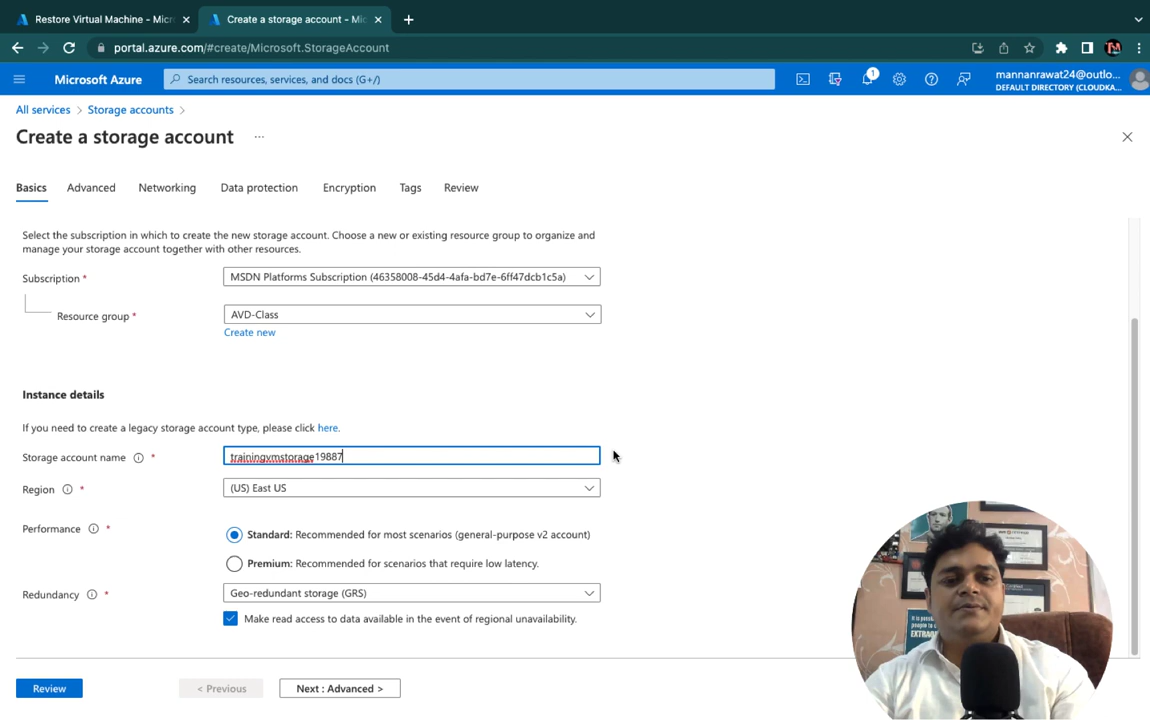 Restore Virtual Machine - Micr
Create a storage account - Mic
portal.azure.com/#create/Microsoft.StorageAccount
Microsoft Azure
Search resources, services, and docs (G+/)
1
mannanrawat24@outlo...
DEFAULT DIRECTORY (CLOUDKA...
All services > Storage accounts >
Create a storage account ...
Basics Advanced Networking Data protection Encryption Tags Review
Select the subscription in which to create the new storage account. Choose a new or existing resource group to organize and
manage your storage account together with other resources.
Subscription * MSDN Platforms Subscription (46358008-45d4-4afa-bd7e-6ff47dcb1c5a)
Resource group * AVD-Class
Create new
Instance details
If you need to create a legacy storage account type, please click here.
Storage account name * trainingvmstorage19887
Region * (US) East US
Performance * Standard: Recommended for most scenarios (general-purpose v2 account)
Premium: Recommended for scenarios that require low latency.
Redundancy * Geo-redundant storage (GRS)
Make read access to data available in the event of regional unavailability.
Review < Previous Next : Advanced >